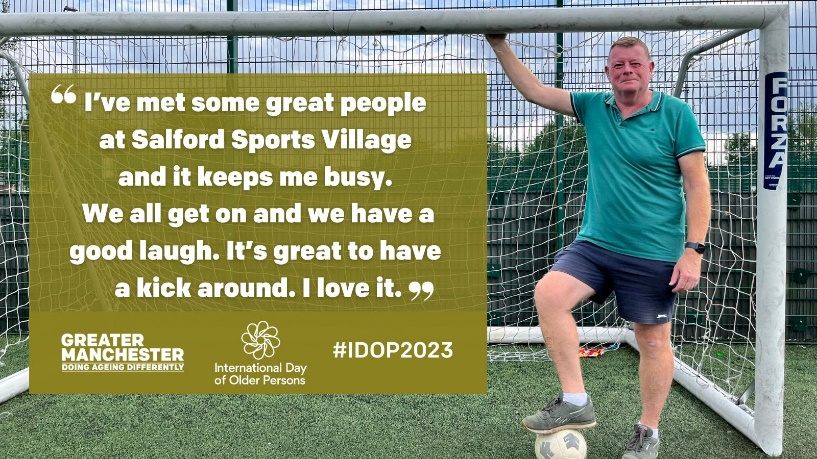 “ I’ve met some great people
at Salford Sports Village
and it keeps me busy.
We all get on and we have a
good laugh. It’s great to have
a kick around. I love it. ”
GREATER
MANCHESTER
DOING AGEING DIFFERENTLY
International Day
of Older Persons
#IDOP2023
FORZA